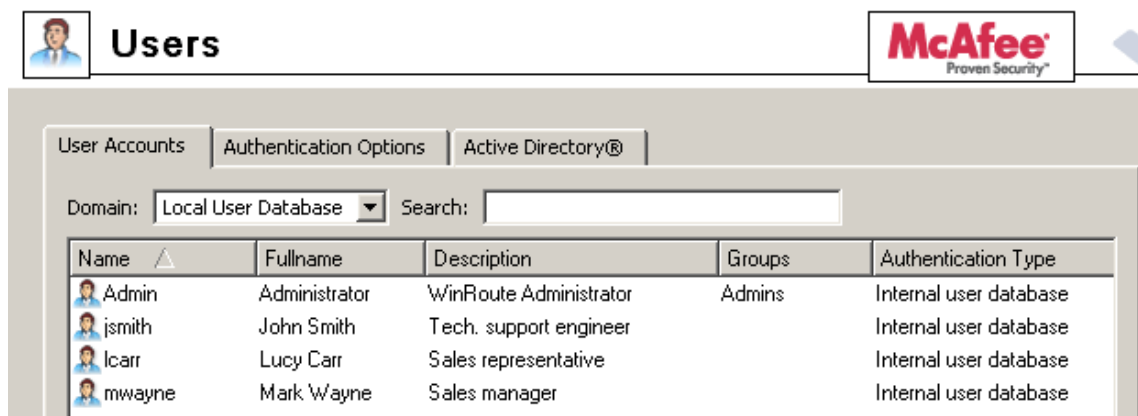 Users
McAfee®
Proven Security™
User Accounts Authentication Options Active Directory®
Domain: Local User Database Search:
Name Fullname Description Groups Authentication Type
Admin Administrator WinRoute Administrator Admins Internal user database
jsmith John Smith Tech. support engineer Internal user database
lcarr Lucy Carr Sales representative Internal user database
mwayne Mark Wayne Sales manager Internal user database